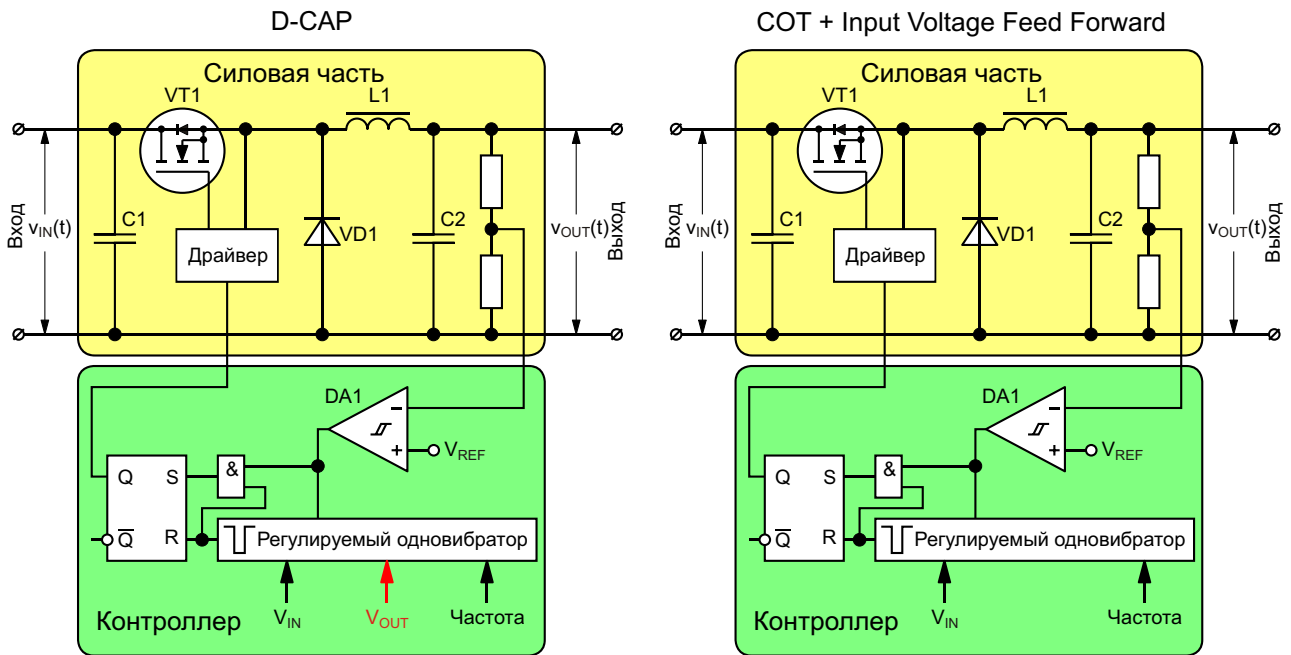 D-CAP
Силовая часть
VT1
L1
Вход
vIN(t)
C1
Драйвер
VD1
C2
vOUT(t)
Выход
DA1
VREF
Q
S
&
Q
R
Регулируемый одновибратор
Контроллер
VIN
VOUT
Частота
COT + Input Voltage Feed Forward
Силовая часть
VT1
L1
Вход
vIN(t)
C1
Драйвер
VD1
C2
vOUT(t)
Выход
DA1
VREF
Q
S
&
Q
R
Регулируемый одновибратор
Контроллер
VIN
Частота